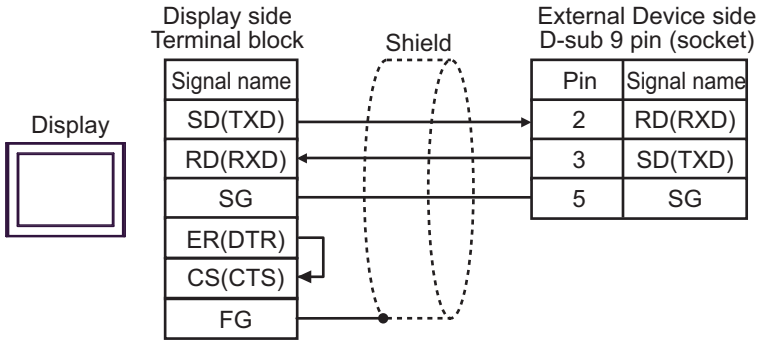 Display side
Terminal block
Shield
External Device side
D-sub 9 pin (socket)
Display
Signal name
SD(TXD)
RD(RXD)
SG
ER(DTR)
CS(CTS)
FG
Pin Signal name
2 RD(RXD)
3 SD(TXD)
5 SG